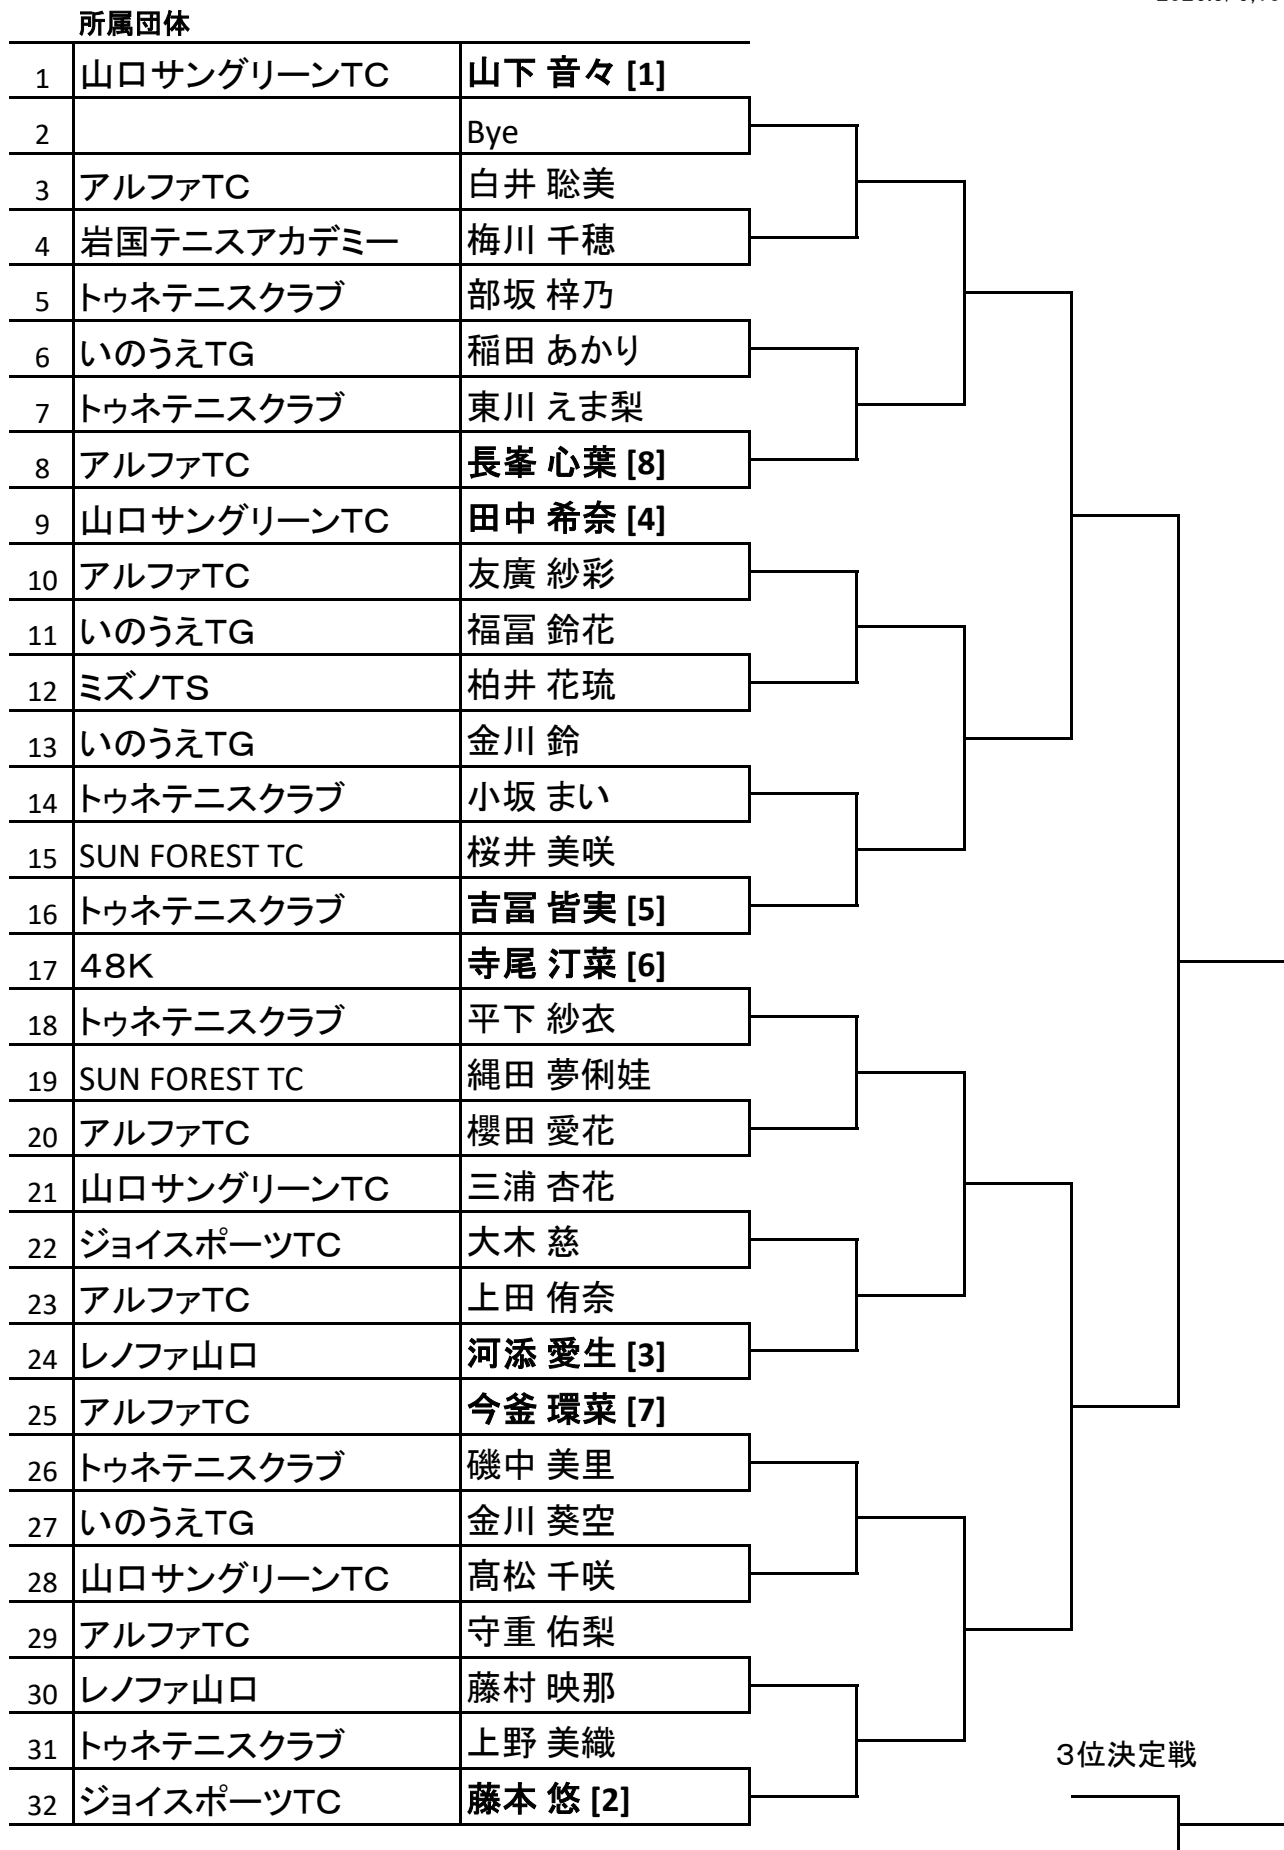 所属団体
1 山口サングリーンTC 山下 音々 [1]
2 Bye
3 アルファTC 白井 聡美
4 岩国テニスアカデミー 梅川 千穂
5 トゥネテニスクラブ 部坂 梓乃
6 いのうえTG 稲田 あかり
7 トゥネテニスクラブ 東川 えま梨
8 アルファTC 長峯 心葉 [8]
9 山口サングリーンTC 田中 希奈 [4]
10 アルファTC 友廣 紗彩
11 いのうえTG 福冨 鈴花
12 ミズノTS 柏井 花琉
13 いのうえTG 金川 鈴
14 トゥネテニスクラブ 小坂 まい
15 SUN FOREST TC 桜井 美咲
16 トゥネテニスクラブ 吉冨 皆実 [5]
17 48K 寺尾 汀菜 [6]
18 トゥネテニスクラブ 平下 紗衣
19 SUN FOREST TC 縄田 夢俐娃
20 アルファTC 櫻田 愛花
21 山口サングリーンTC 三浦 杏花
22 ジョイスポーツTC 大木 慈
23 アルファTC 上田 侑奈
24 レノファ山口 河添 愛生 [3]
25 アルファTC 今釜 環菜 [7]
26 トゥネテニスクラブ 磯中 美里
27 いのうえTG 金川 葵空
28 山口サングリーンTC 髙松 千咲
29 アルファTC 守重 佑梨
30 レノファ山口 藤村 映那
31 トゥネテニスクラブ 上野 美織
32 ジョイスポーツTC 藤本 悠 [2]
3位決定戦